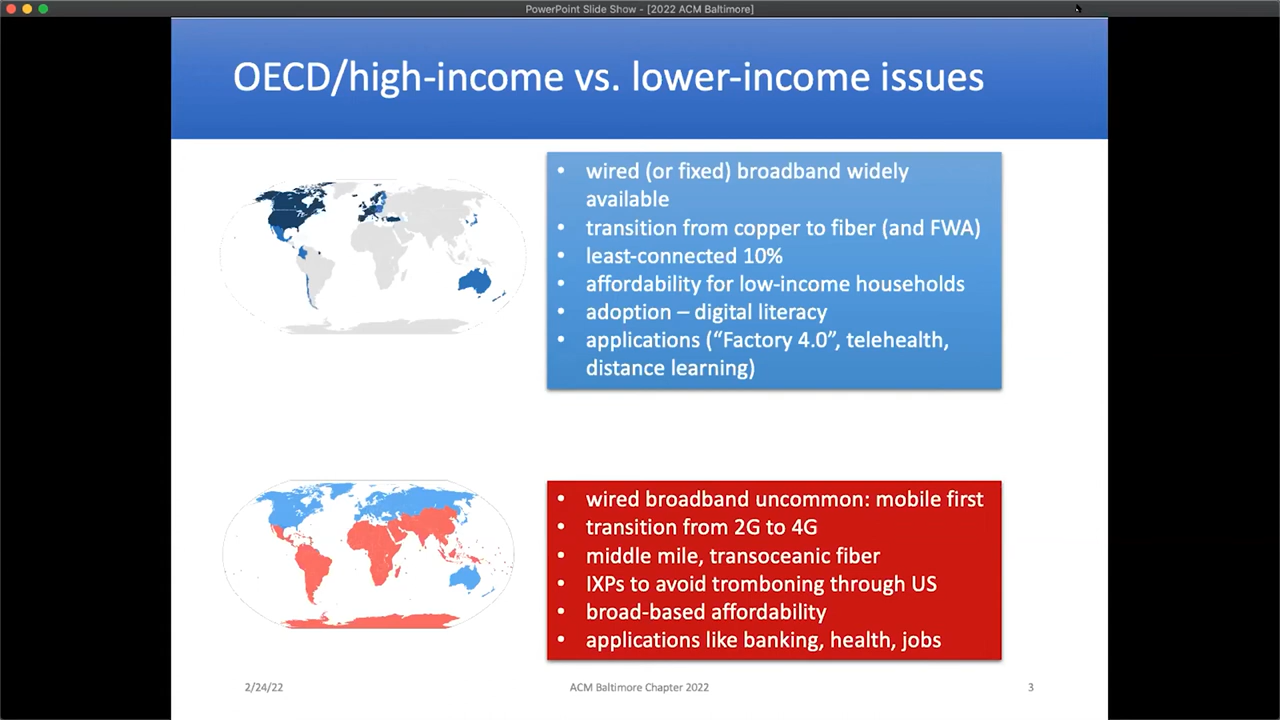 PowerPoint Slide Show - [2022 ACM Baltimore]
OECD/high-income vs. lower-income issues
• wired (or fixed) broadband widely
available
• transition from copper to fiber (and FWA)
• least-connected 10%
• affordability for low-income households
• adoption – digital literacy
• applications (“Factory 4.0”, telehealth,
distance learning)
• wired broadband uncommon: mobile first
• transition from 2G to 4G
• middle mile, transoceanic fiber
• IXPs to avoid tromboning through US
• broad-based affordability
• applications like banking, health, jobs
2/24/22
ACM Baltimore Chapter 2022
3